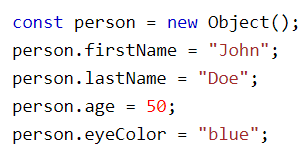 const person = new Object();
person.firstName = "John";
person.lastName = "Doe";
person.age = 50;
person.eyeColor = "blue";